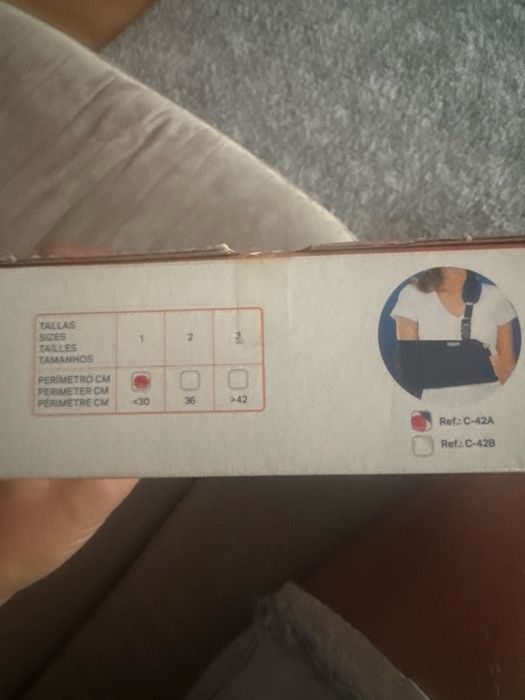 TALLAS
SIZES
TAILLES
TAMANHOS
1 2 3
PERÍMETRO CM
PERIMETER CM
PÉRIMÈTRE CM
<30 36 >42
Ref.: C-42A
Ref.: C-42B